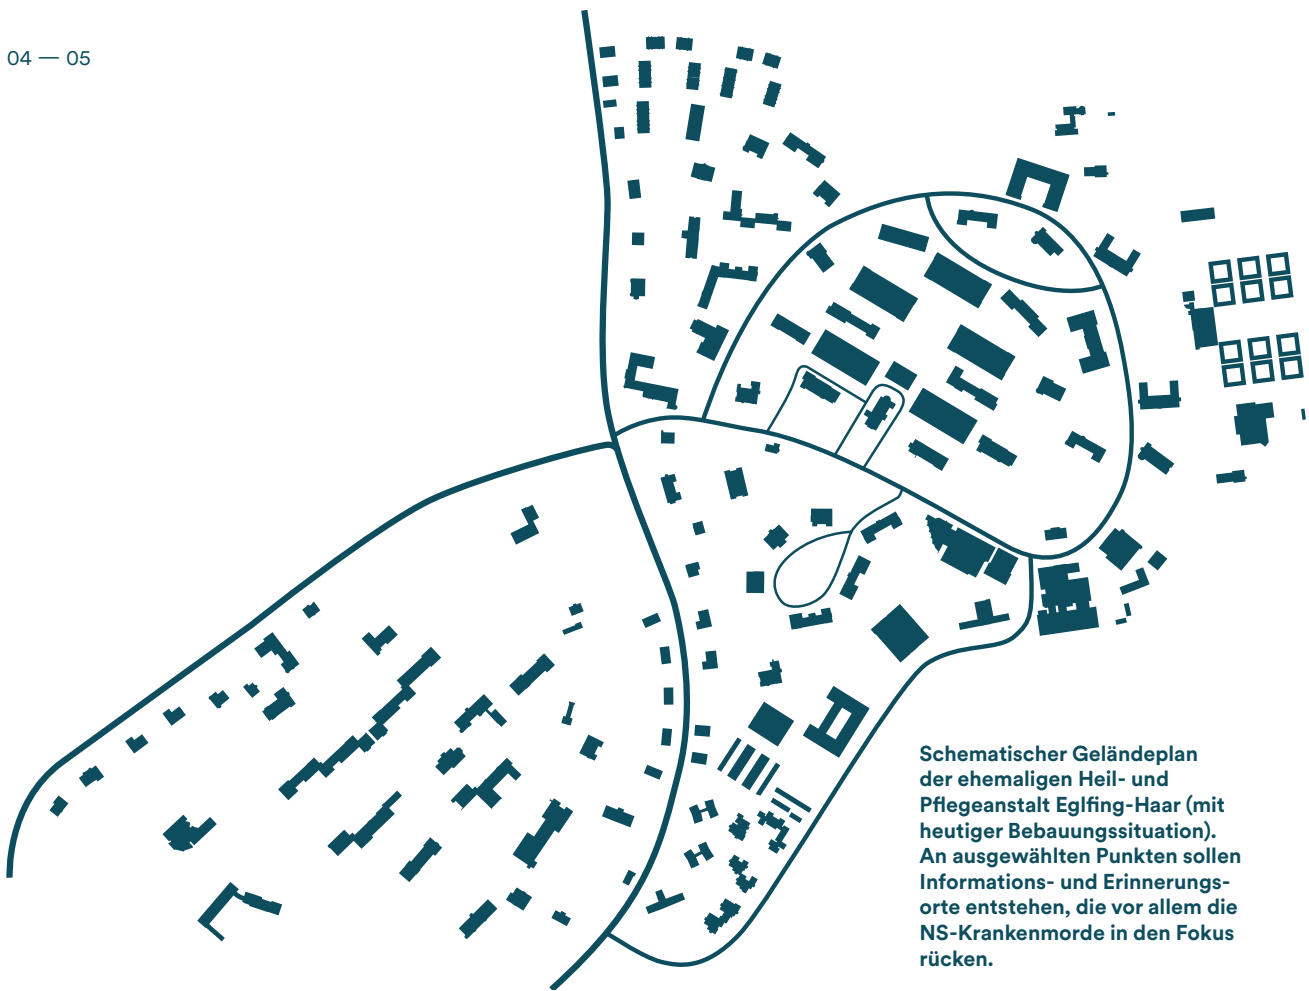 04 — 05
Schematischer Geländeplan
der ehemaligen Heil- und
Pflegeanstalt Eglfing-Haar (mit
heutiger Bebauungssituation).
An ausgewählten Punkten sollen
Informations- und Erinnerungs-
orte entstehen, die vor allem die
NS-Krankenmorde in den Fokus
rücken.